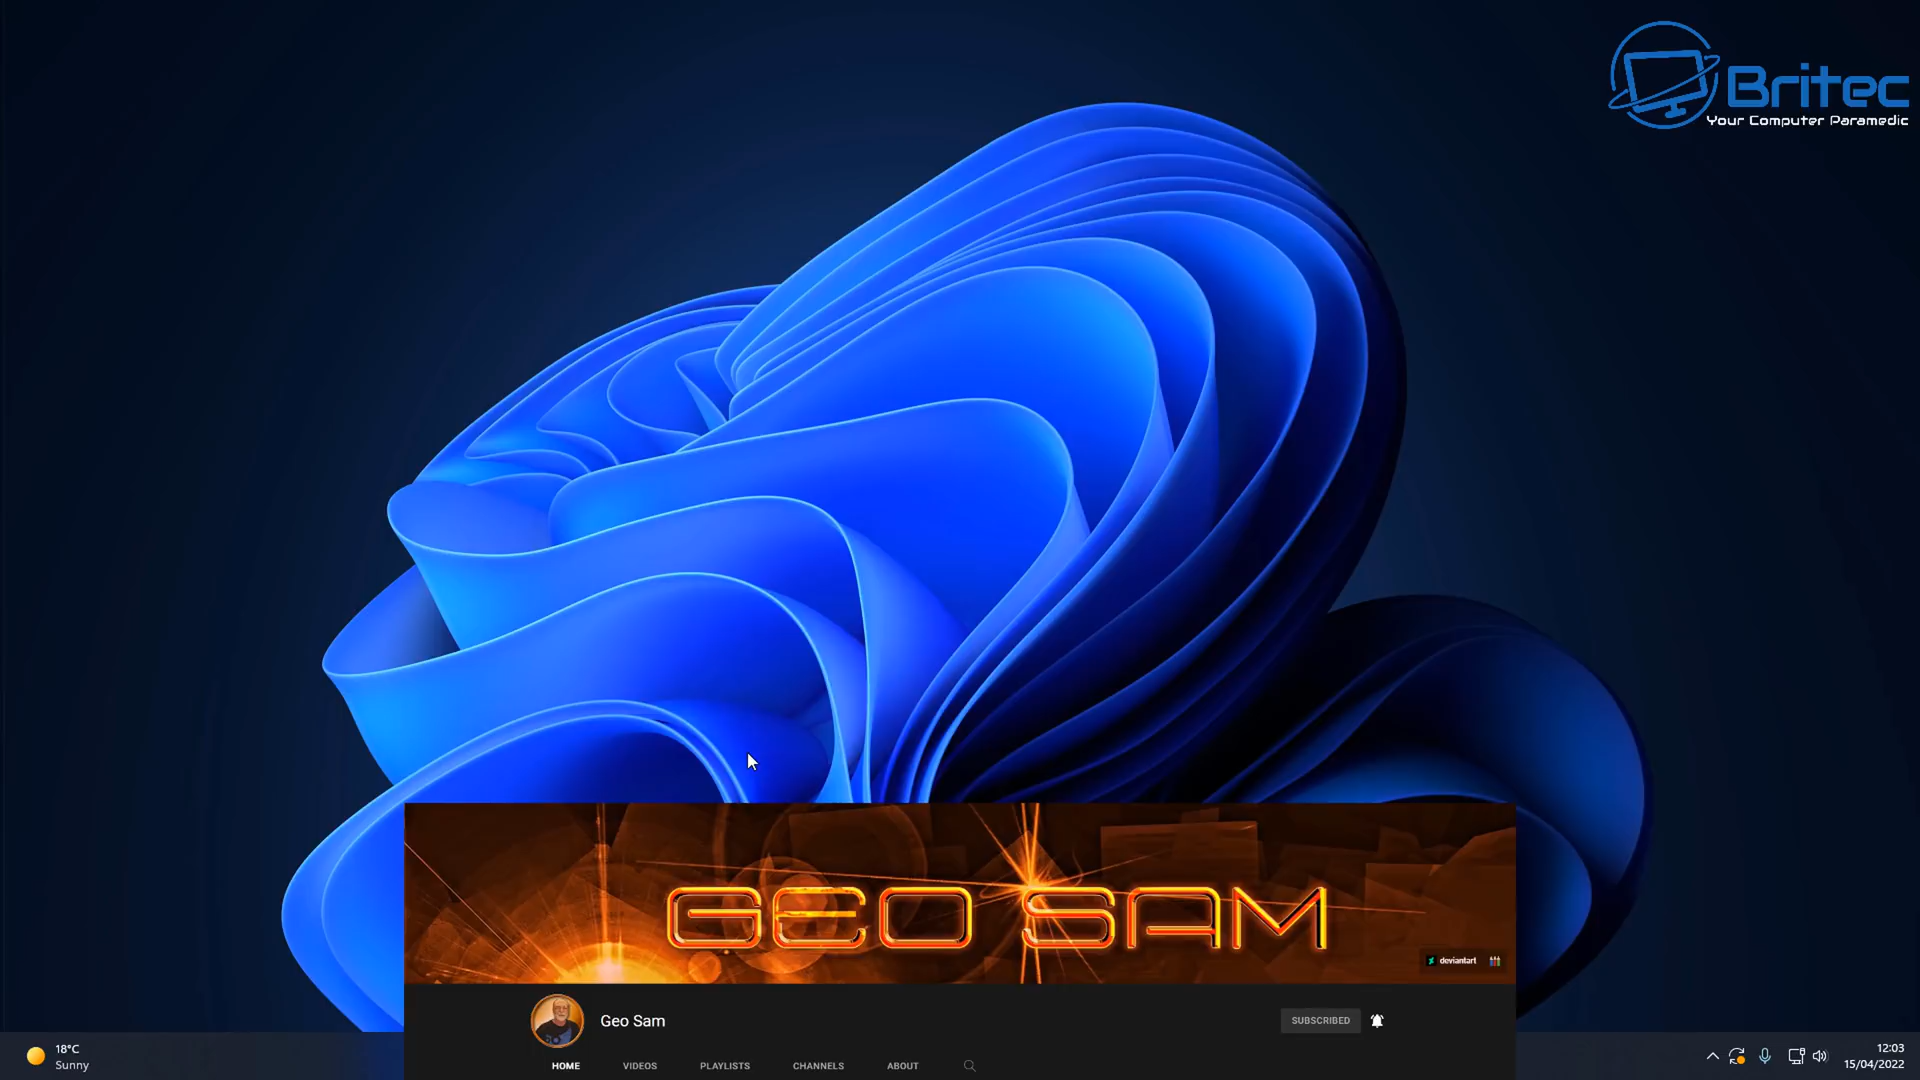 Britec
Your Computer Paramedic
GEO SAM
deviantart
Geo Sam
SUBSCRIBED
HOME VIDEOS PLAYLISTS CHANNELS ABOUT
18°C
Sunny
12:03
15/04/2022